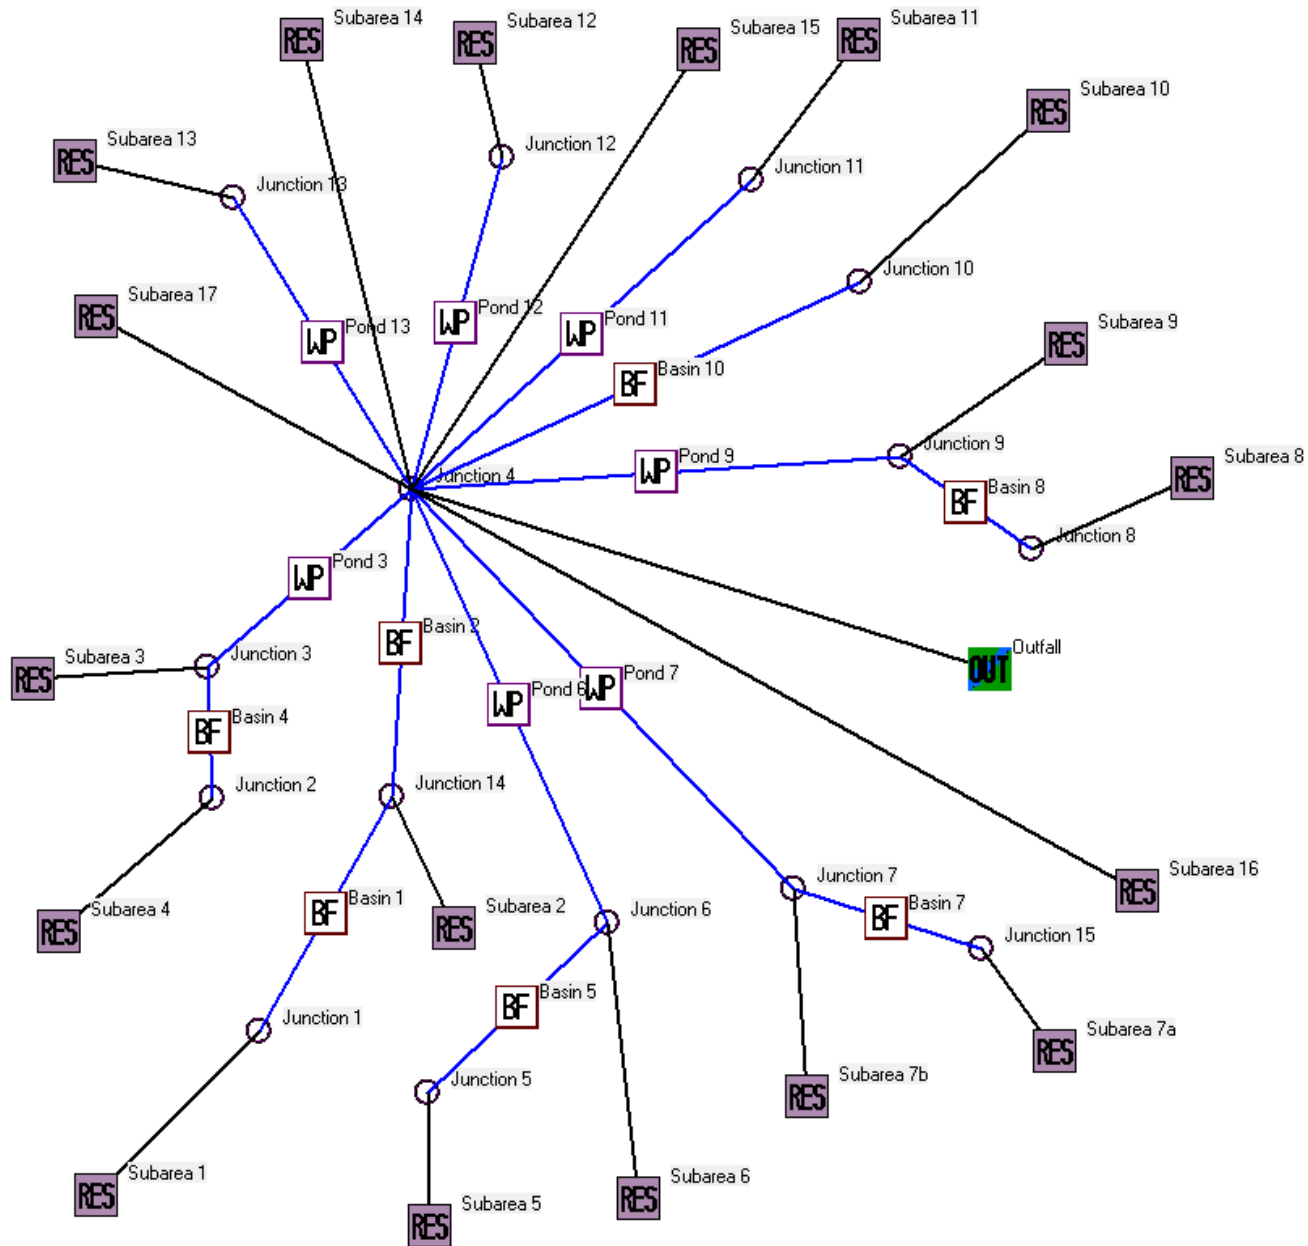 RES Subarea 14
RES Subarea 12
RES Subarea 15
RES Subarea 11
RES Subarea 10
RES Subarea 13
Junction 13
Junction 12
Junction 11
Junction 10
RES Subarea 17
WP Pond 13
WP Pond 12
WP Pond 11
BF Basin 10
RES Subarea 9
Junction 4
WP Pond 9
Junction 9
RES Subarea 8
BF Basin 8
Junction 8
WP Pond 3
BF Basin 2
OUT Outfall
RES Subarea 3
Junction 3
WP Pond 6
WP Pond 7
BF Basin 4
Junction 2
Junction 14
RES Subarea 4
BF Basin 1
RES Subarea 2
Junction 6
Junction 7
BF Basin 7
RES Subarea 16
Junction 15
Junction 1
BF Basin 5
Junction 5
RES Subarea 7b
RES Subarea 7a
RES Subarea 1
RES Subarea 5
RES Subarea 6